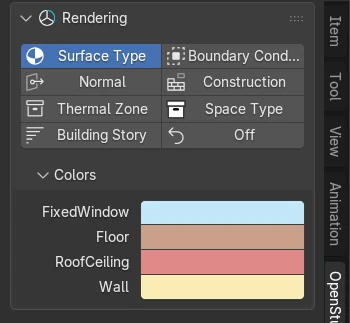 Rendering
Surface Type
Boundary Cond...
Normal
Construction
Thermal Zone
Space Type
Building Story
Off
Colors
FixedWindow
Floor
RoofCeiling
Wall
Item
Tool
View
Animation
OpenStu